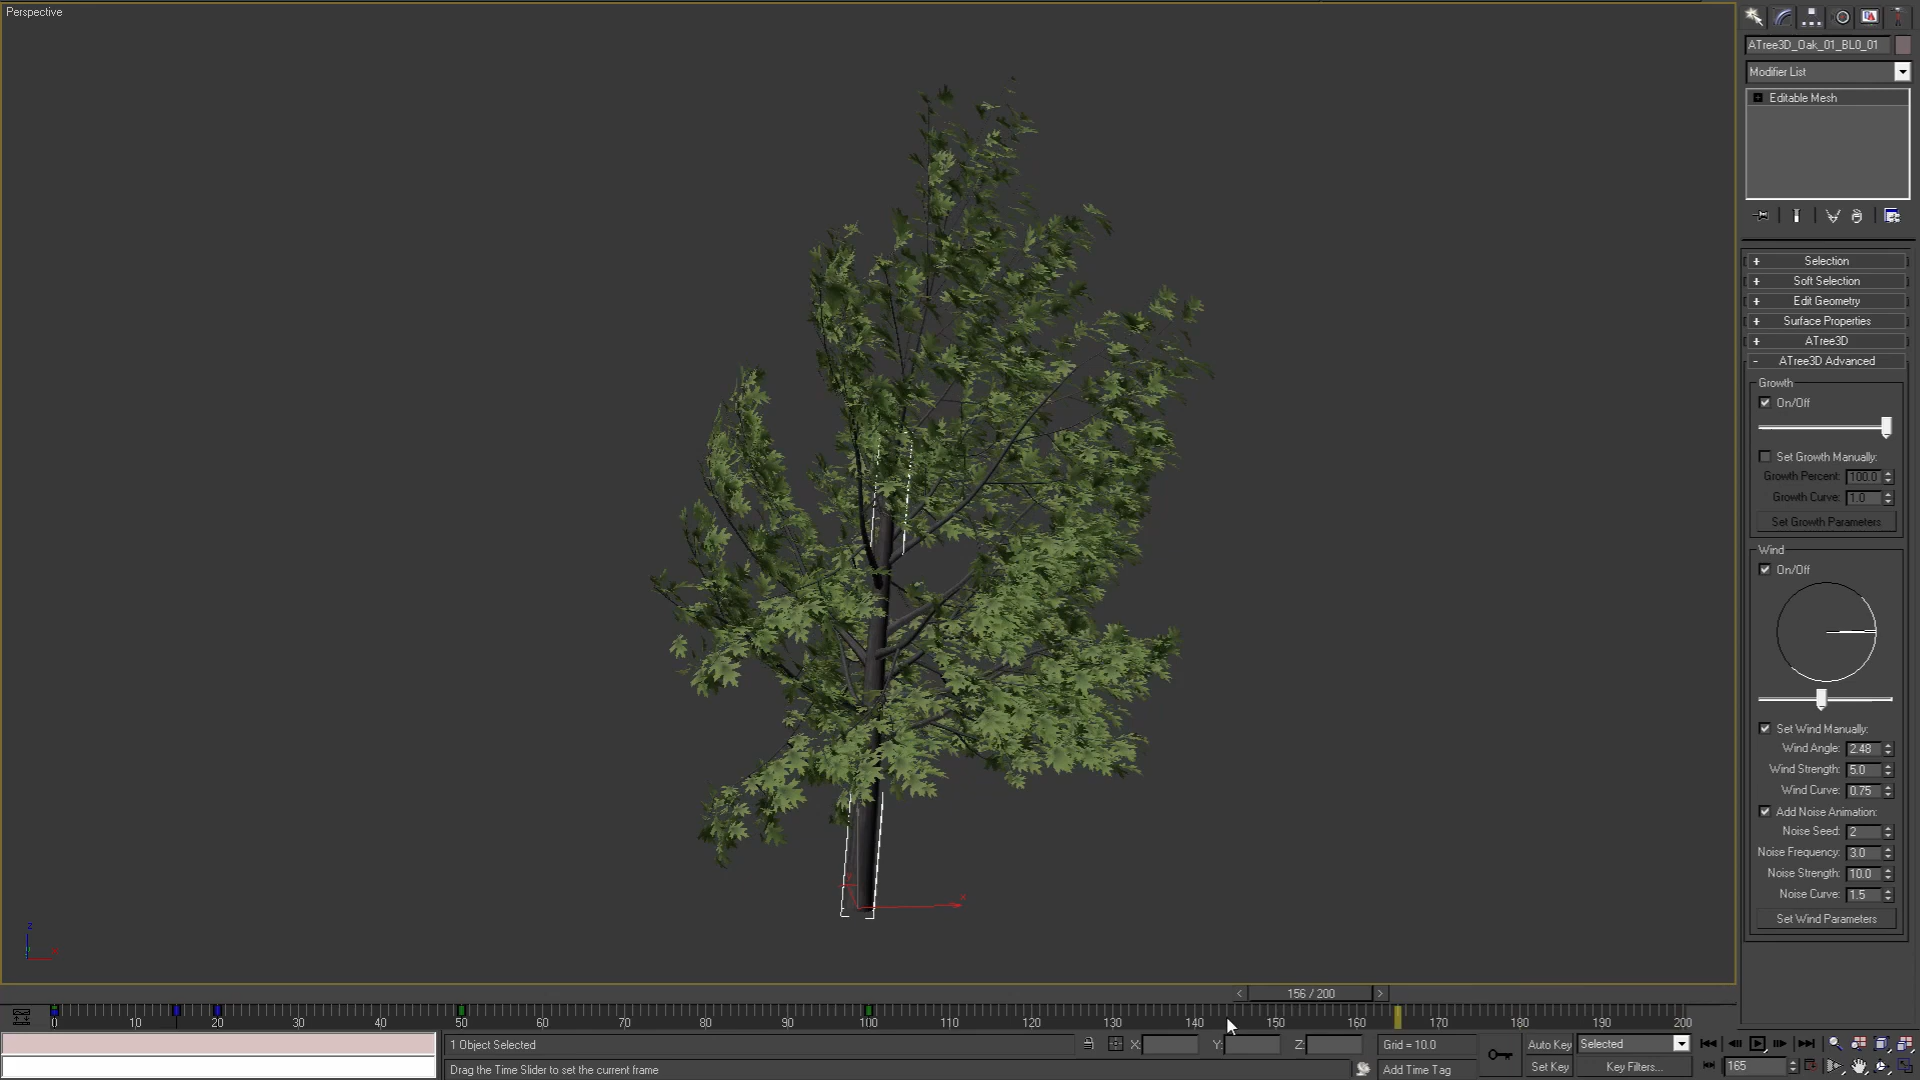 Perspective
ATree3D_Oak_01_BL0_01
Modifier List
Editable Mesh
+ Selection
+ Soft Selection
+ Edit Geometry
+ Surface Properties
+ ATree3D
- ATree3D Advanced
Growth
On/Off
Set Growth Manually:
Growth Percent: 100.0
Growth Curve: 1.0
Set Growth Parameters
Wind
On/Off
Set Wind Manually:
Wind Angle: 2.48
Wind Strength: 5.0
Wind Curve: 0.75
Add Noise Animation:
Noise Seed: 2
Noise Frequency: 3.0
Noise Strength: 10.0
Noise Curve: 1.5
Set Wind Parameters
x
z
< 156 / 200 >
0 10 20 30 40 50 60 70 80 90 100 110 120 130 140 150 160 170 180 190 200
1 Object Selected X: Y: Z: Grid = 10.0 Auto Key Selected
Drag the Time Slider to set the current frame Add Time Tag Set Key Key Filters... 165